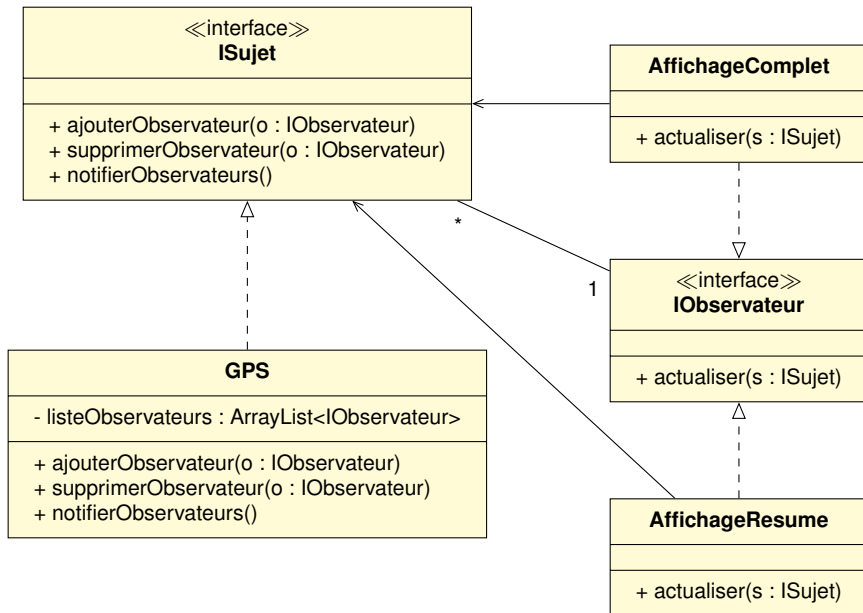 ≪interface≫
ISujet
+ ajouterObservateur(o : IObservateur)
+ supprimerObservateur(o : IObservateur)
+ notifierObservateurs()
AffichageComplet
+ actualiser(s : ISujet)
*
1
≪interface≫
IObservateur
+ actualiser(s : ISujet)
GPS
- listeObservateurs : ArrayList<IObservateur>
+ ajouterObservateur(o : IObservateur)
+ supprimerObservateur(o : IObservateur)
+ notifierObservateurs()
AffichageResume
+ actualiser(s : ISujet)